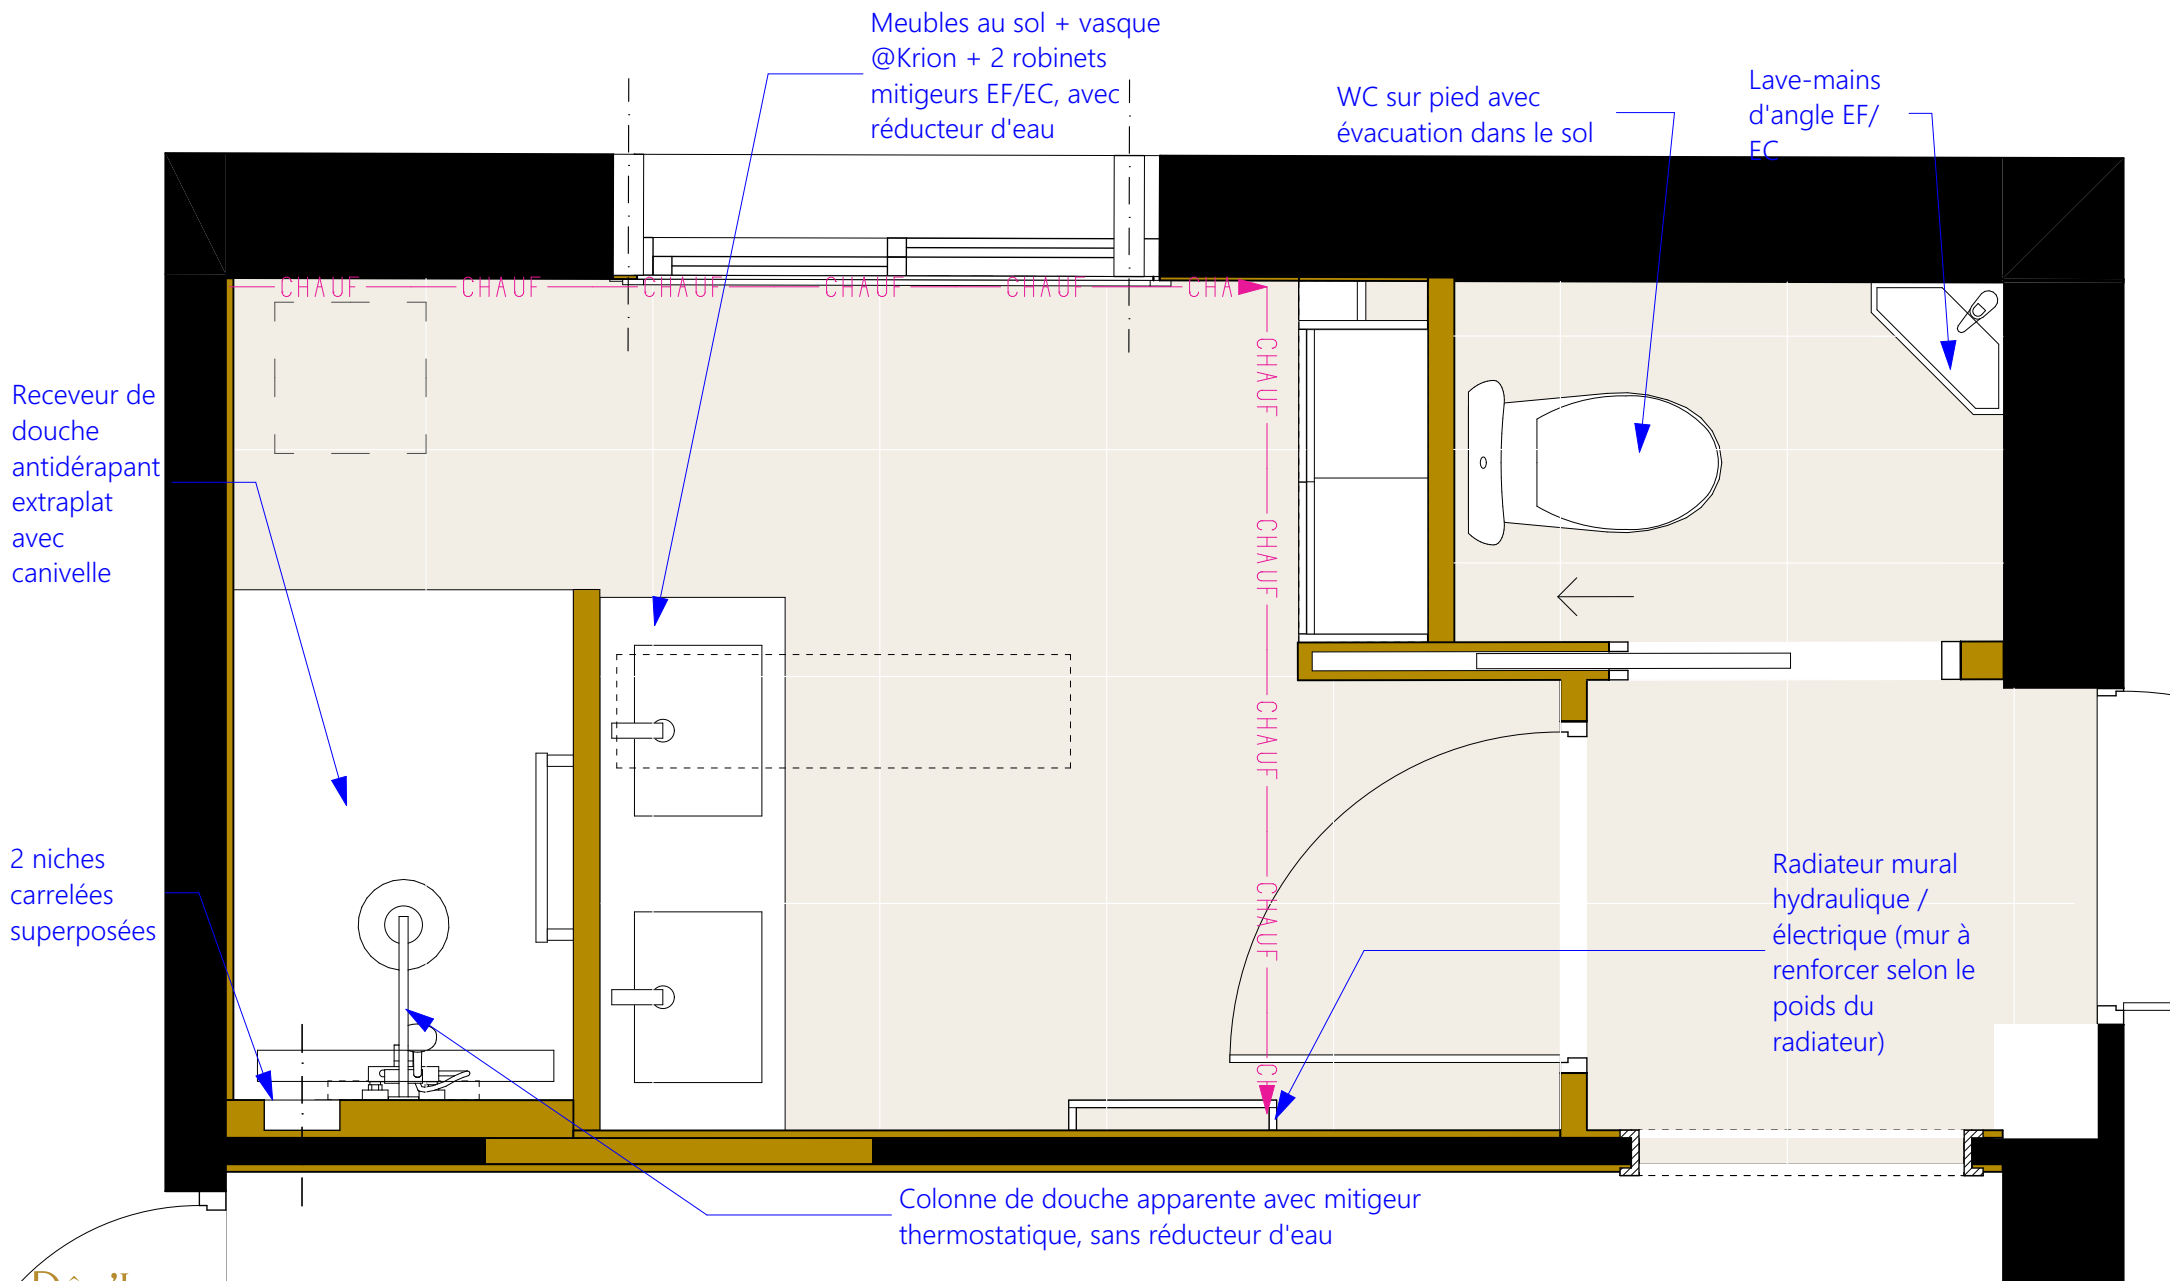 Meubles au sol + vasque
@Krion + 2 robinets
mitigeurs EF/EC, avec
réducteur d'eau
WC sur pied avec
évacuation dans le sol
Lave-mains
d'angle EF/
EC
CHAUF
CHAUF
CHAUF
CHAUF
CHAUF
CHA
CHAUF
CHAUF
CHAUF
CHAUF
CH
Receveur de
douche
antidérapant
extraplat
avec
canivelle
2 niches
carrelées
superposées
Radiateur mural
hydraulique /
électrique (mur à
renforcer selon le
poids du
radiateur)
Colonne de douche apparente avec mitigeur
thermostatique, sans réducteur d'eau